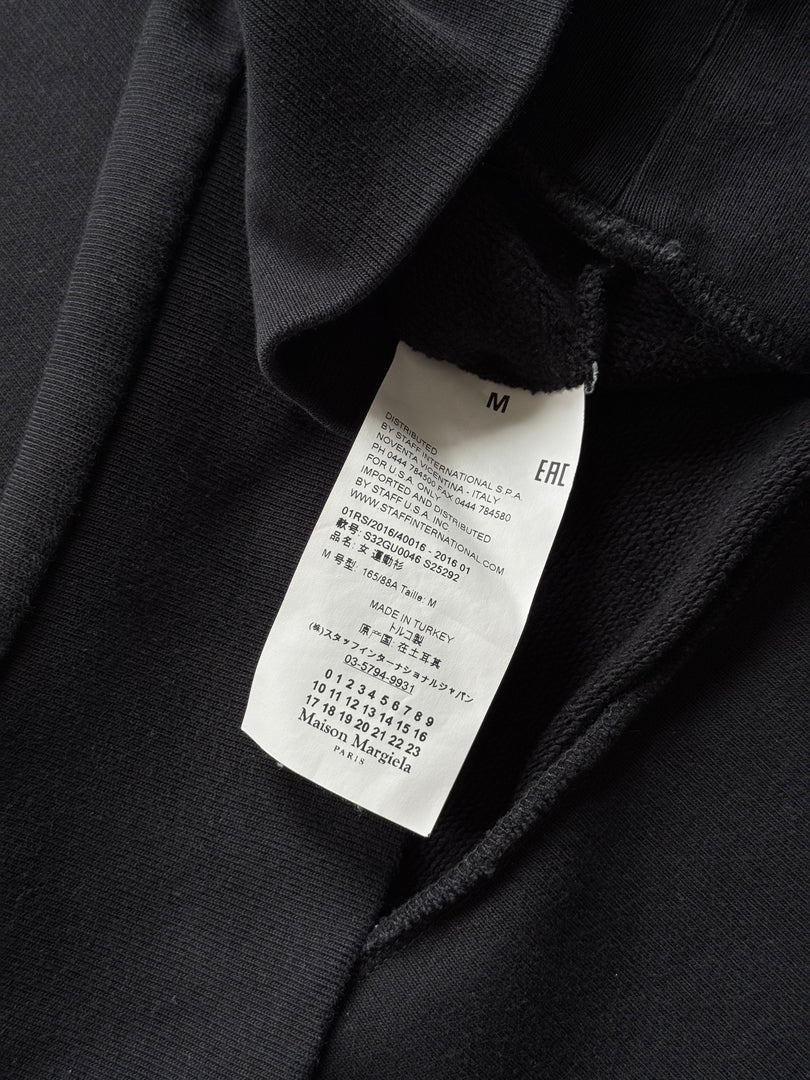 M
DISTRIBUTED
BY STAFF INTERNATIONAL S.P.A.
NOVENTA VICENTINA - ITALY
PH 0444 784500 FAX 0444 784580
FOR U.S.A. ONLY
IMPORTED AND DISTRIBUTED
BY STAFF U.S.A. INC.
WWW.STAFFINTERNATIONAL.COM
EAC
01RS/2016/40016 - 2016 01
款号: S32GU0046 S25292
品名: 女 運動衫
M 号型: 165/88A Taille: M
MADE IN TURKEY
トルコ製
原产国: 在土耳其
(株)スタッフインターナショナルジャパン
03-5794-9931
0 1 2 3 4 5 6 7 8 9
10 11 12 13 14 15 16
17 18 19 20 21 22 23
Maison Margiela
PARIS